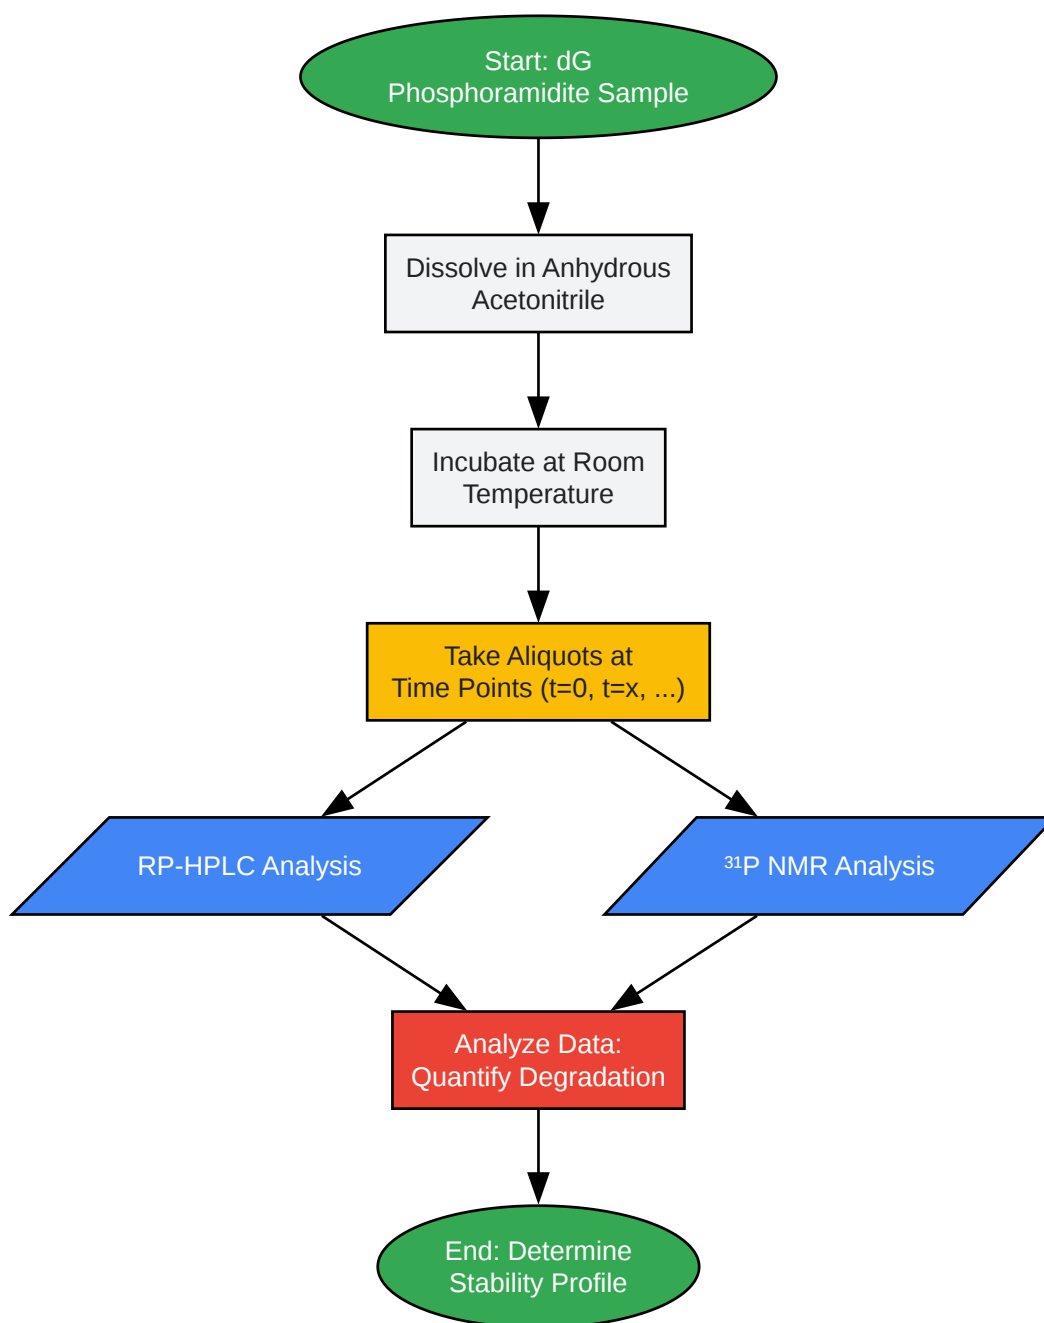 Start: dG
Phosphoramidite Sample
Dissolve in Anhydrous
Acetonitrile
Incubate at Room
Temperature
Take Aliquots at
Time Points (t=0, t=x, ...)
RP-HPLC Analysis
³¹P NMR Analysis
Analyze Data:
Quantify Degradation
End: Determine
Stability Profile